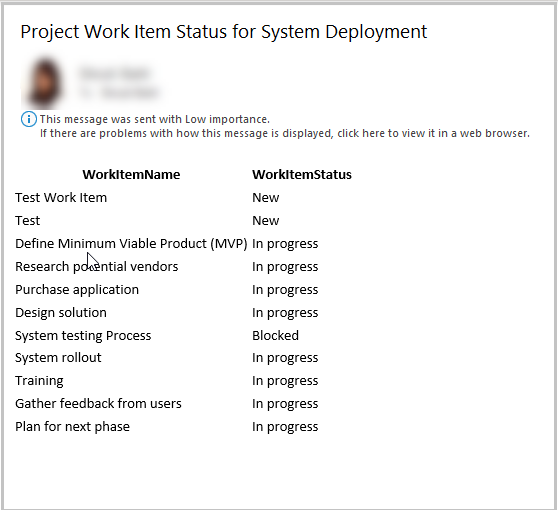 Project Work Item Status for System Deployment
This message was sent with Low importance.
If there are problems with how this message is displayed, click here to view it in a web browser.
WorkItemName WorkItemStatus
Test Work Item New
Test New
Define Minimum Viable Product (MVP) In progress
Research potential vendors In progress
Purchase application In progress
Design solution In progress
System testing Process Blocked
System rollout In progress
Training In progress
Gather feedback from users In progress
Plan for next phase In progress